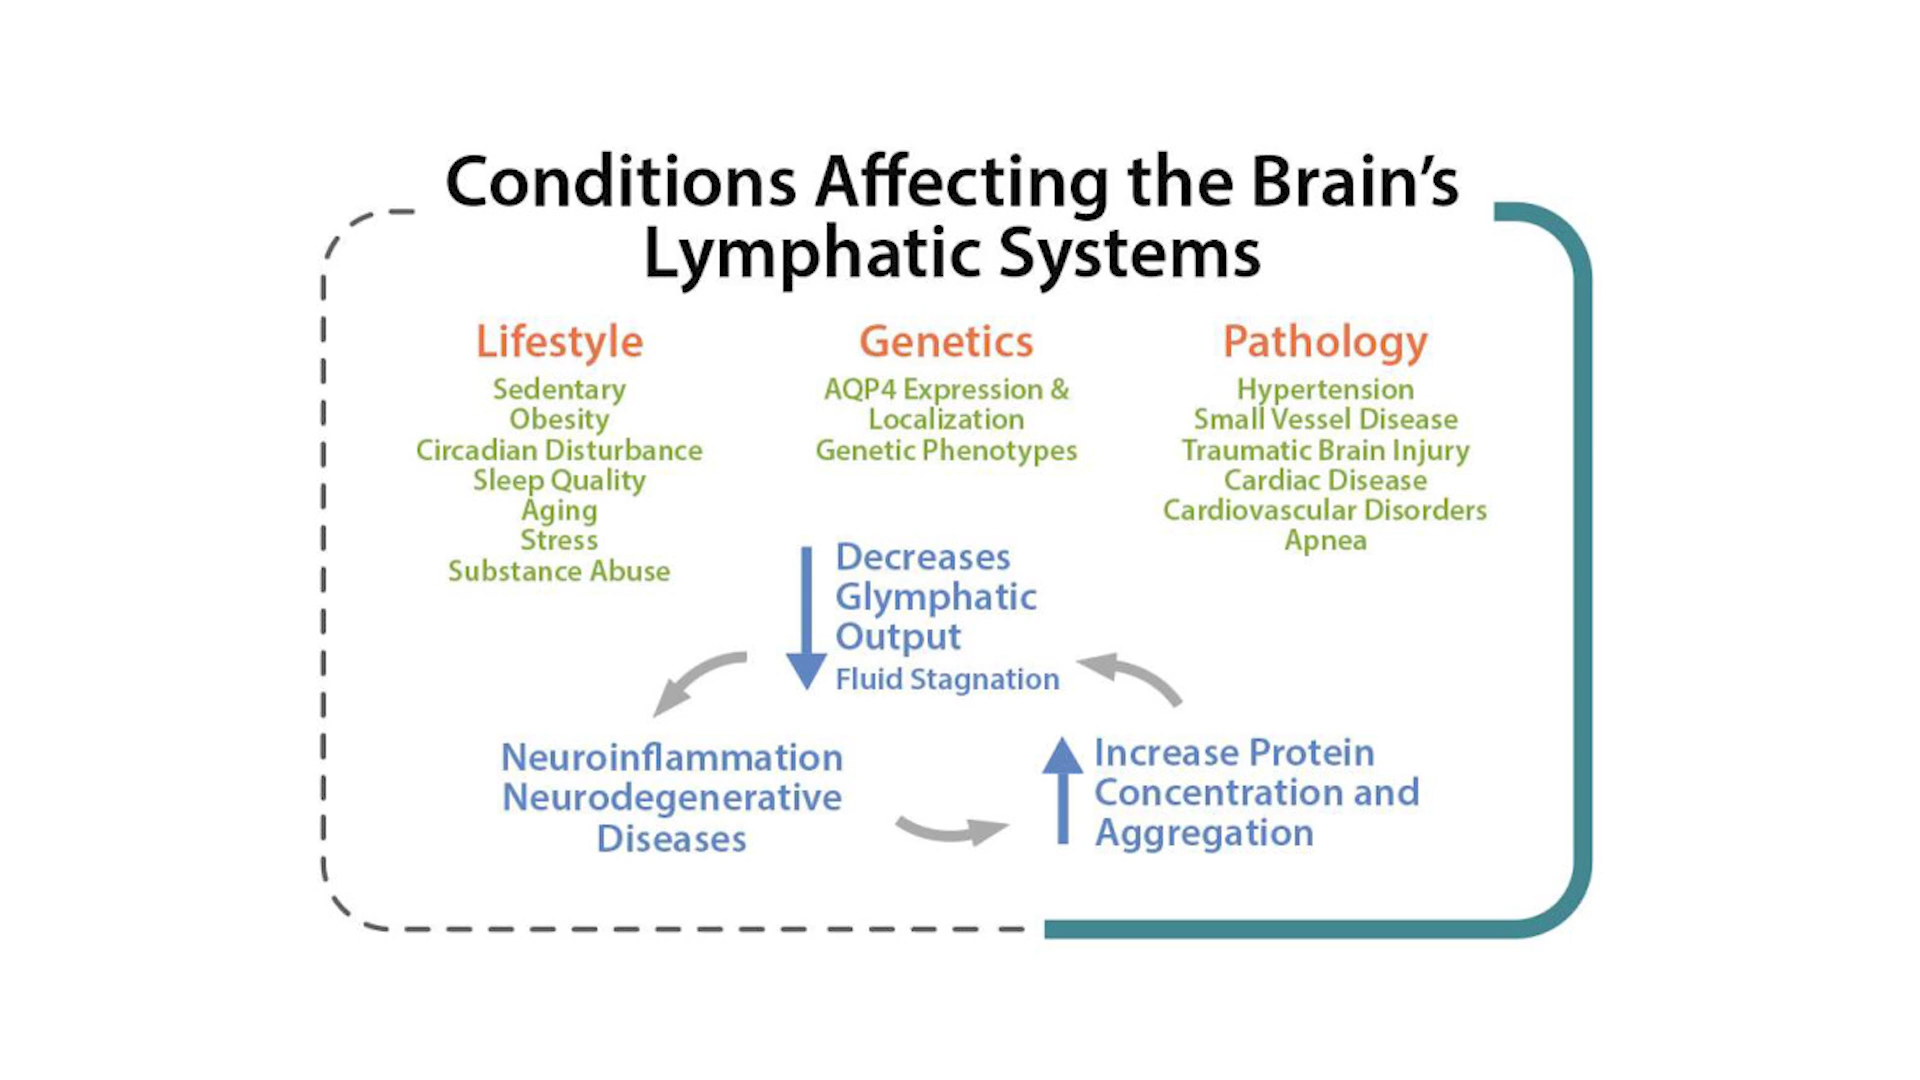 Conditions Affecting the Brain’s
Lymphatic Systems
Lifestyle
Sedentary
Obesity
Circadian Disturbance
Sleep Quality
Aging
Stress
Substance Abuse
Genetics
AQP4 Expression &
Localization
Genetic Phenotypes
Pathology
Hypertension
Small Vessel Disease
Traumatic Brain Injury
Cardiac Disease
Cardiovascular Disorders
Apnea
Decreases
Glymphatic
Output
Fluid Stagnation
Neuroinflammation
Neurodegenerative
Diseases
Increase Protein
Concentration and
Aggregation